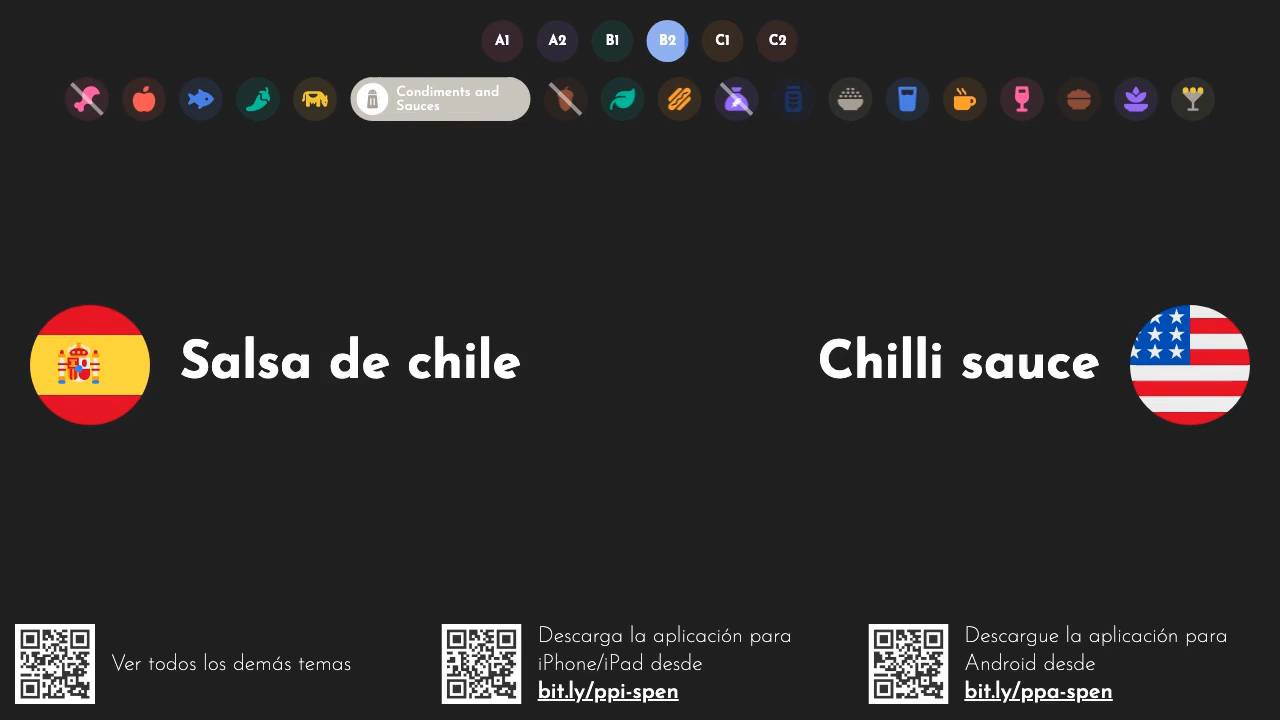 A1 A2 B1 B2 C1 C2
Condiments and
Sauces
Salsa de chile
Chilli sauce
Ver todos los demás temas
Descarga la aplicación para
iPhone/iPad desde
bit.ly/ppi-spen
Descargue la aplicación para
Android desde
bit.ly/ppa-spen